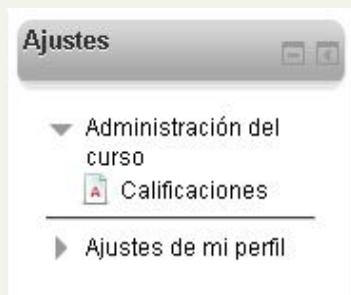 Ajustes
Administración del
curso
Calificaciones
Ajustes de mi perfil